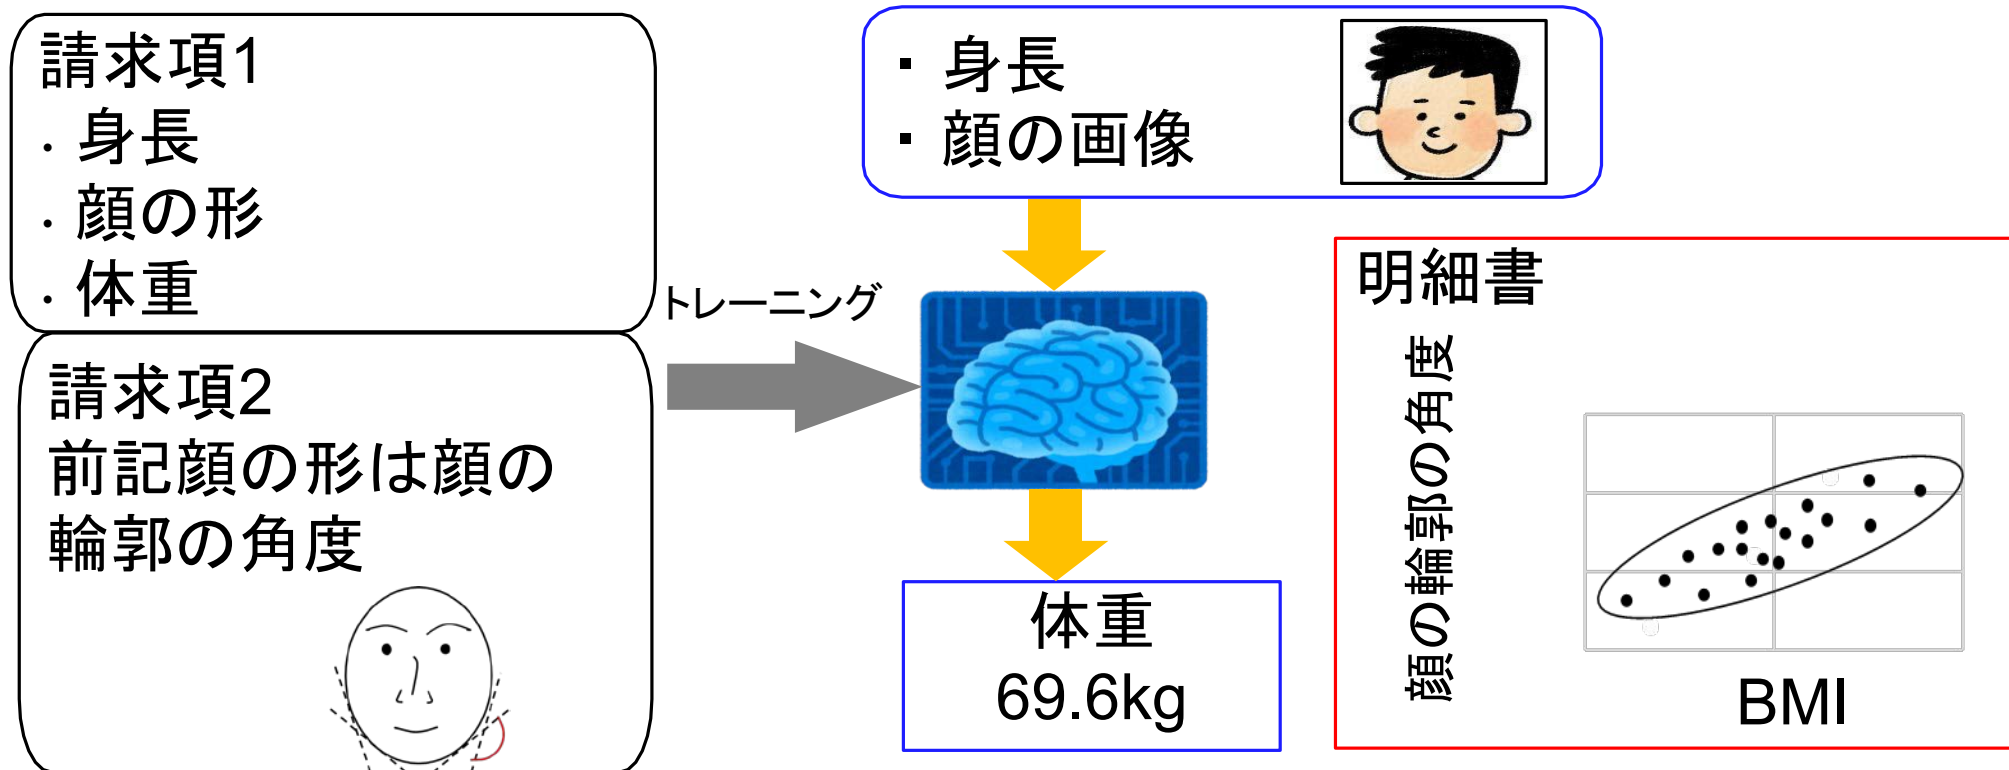 請求項1
・身長
・顔の形
・体重
請求項2
前記顔の形は顔の
輪郭の角度
トレーニング
・身長
・顔の画像
体重
69.6kg
明細書
顔の輪郭の角度
BMI